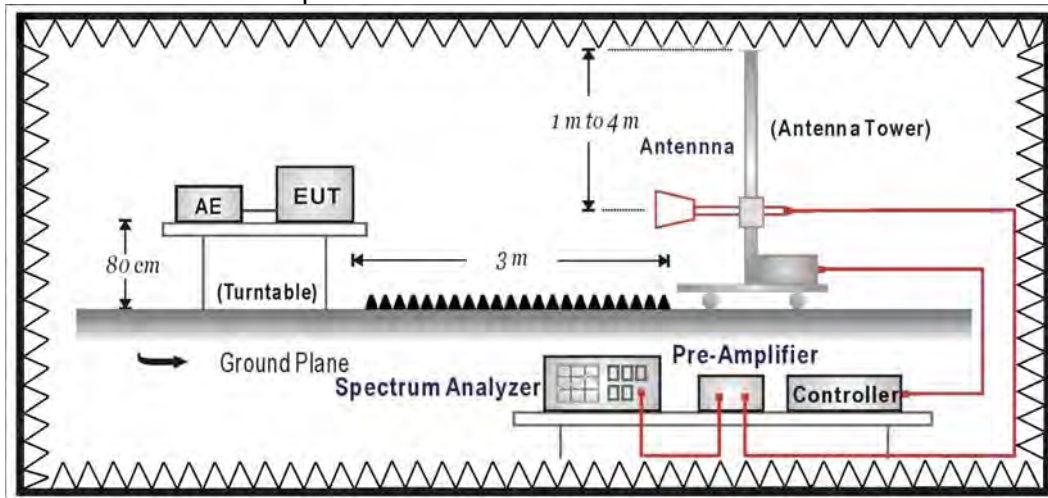 1 m to 4 m
(Antenna Tower)
Antennna
AE
EUT
80 cm
3 m
(Turntable)
Ground Plane
Pre-Amplifier
Spectrum Analyzer
Controller